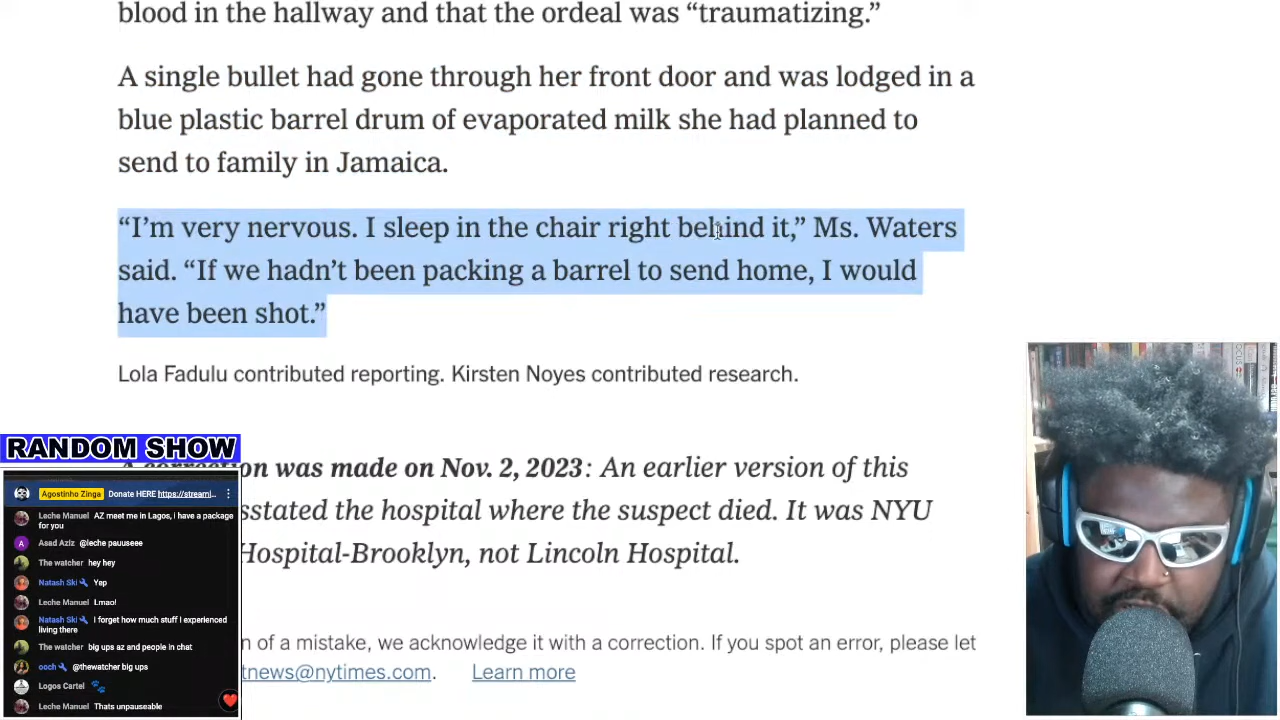 blood in the hallway and that the ordeal was “traumatizing.”
A single bullet had gone through her front door and was lodged in a
blue plastic barrel drum of evaporated milk she had planned to
send to family in Jamaica.
“I’m very nervous. I sleep in the chair right behind it,” Ms. Waters
said. “If we hadn’t been packing a barrel to send home, I would
have been shot.”
Lola Fadulu contributed reporting. Kirsten Noyes contributed research.
correction was made on Nov. 2, 2023: An earlier version of this
sstated the hospital where the suspect died. It was NYU
Hospital-Brooklyn, not Lincoln Hospital.
n of a mistake, we acknowledge it with a correction. If you spot an error, please let
tnews@nytimes.com. Learn more
RANDOM SHOW
Agostinho Zinga Donate HERE https://streaml...
Leche Manuel AZ meet me in Lagos, i have a package
for you
Asad Aziz @leche pauuseee
The watcher hey hey
Natash Ski Yep
Leche Manuel Lmao!
Natash Ski I forget how much stuff I experienced
living there
The watcher big ups az and people in chat
ooch @thewatcher big ups
Logos Cartel
Leche Manuel Thats unpauseable